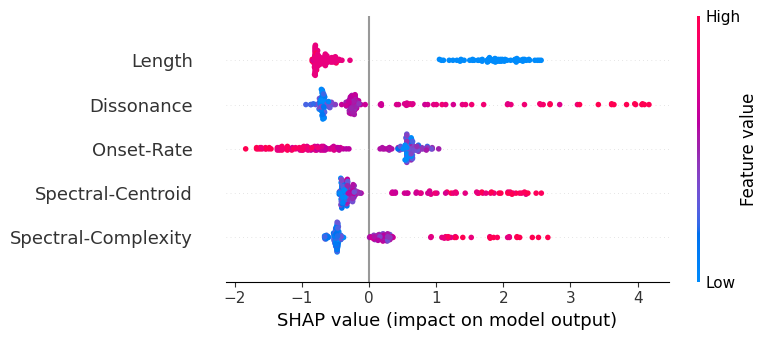 High
Length
Dissonance
Onset-Rate
Spectral-Centroid
Spectral-Complexity
Feature value
Low
−2 −1 0 1 2 3 4
SHAP value (impact on model output)